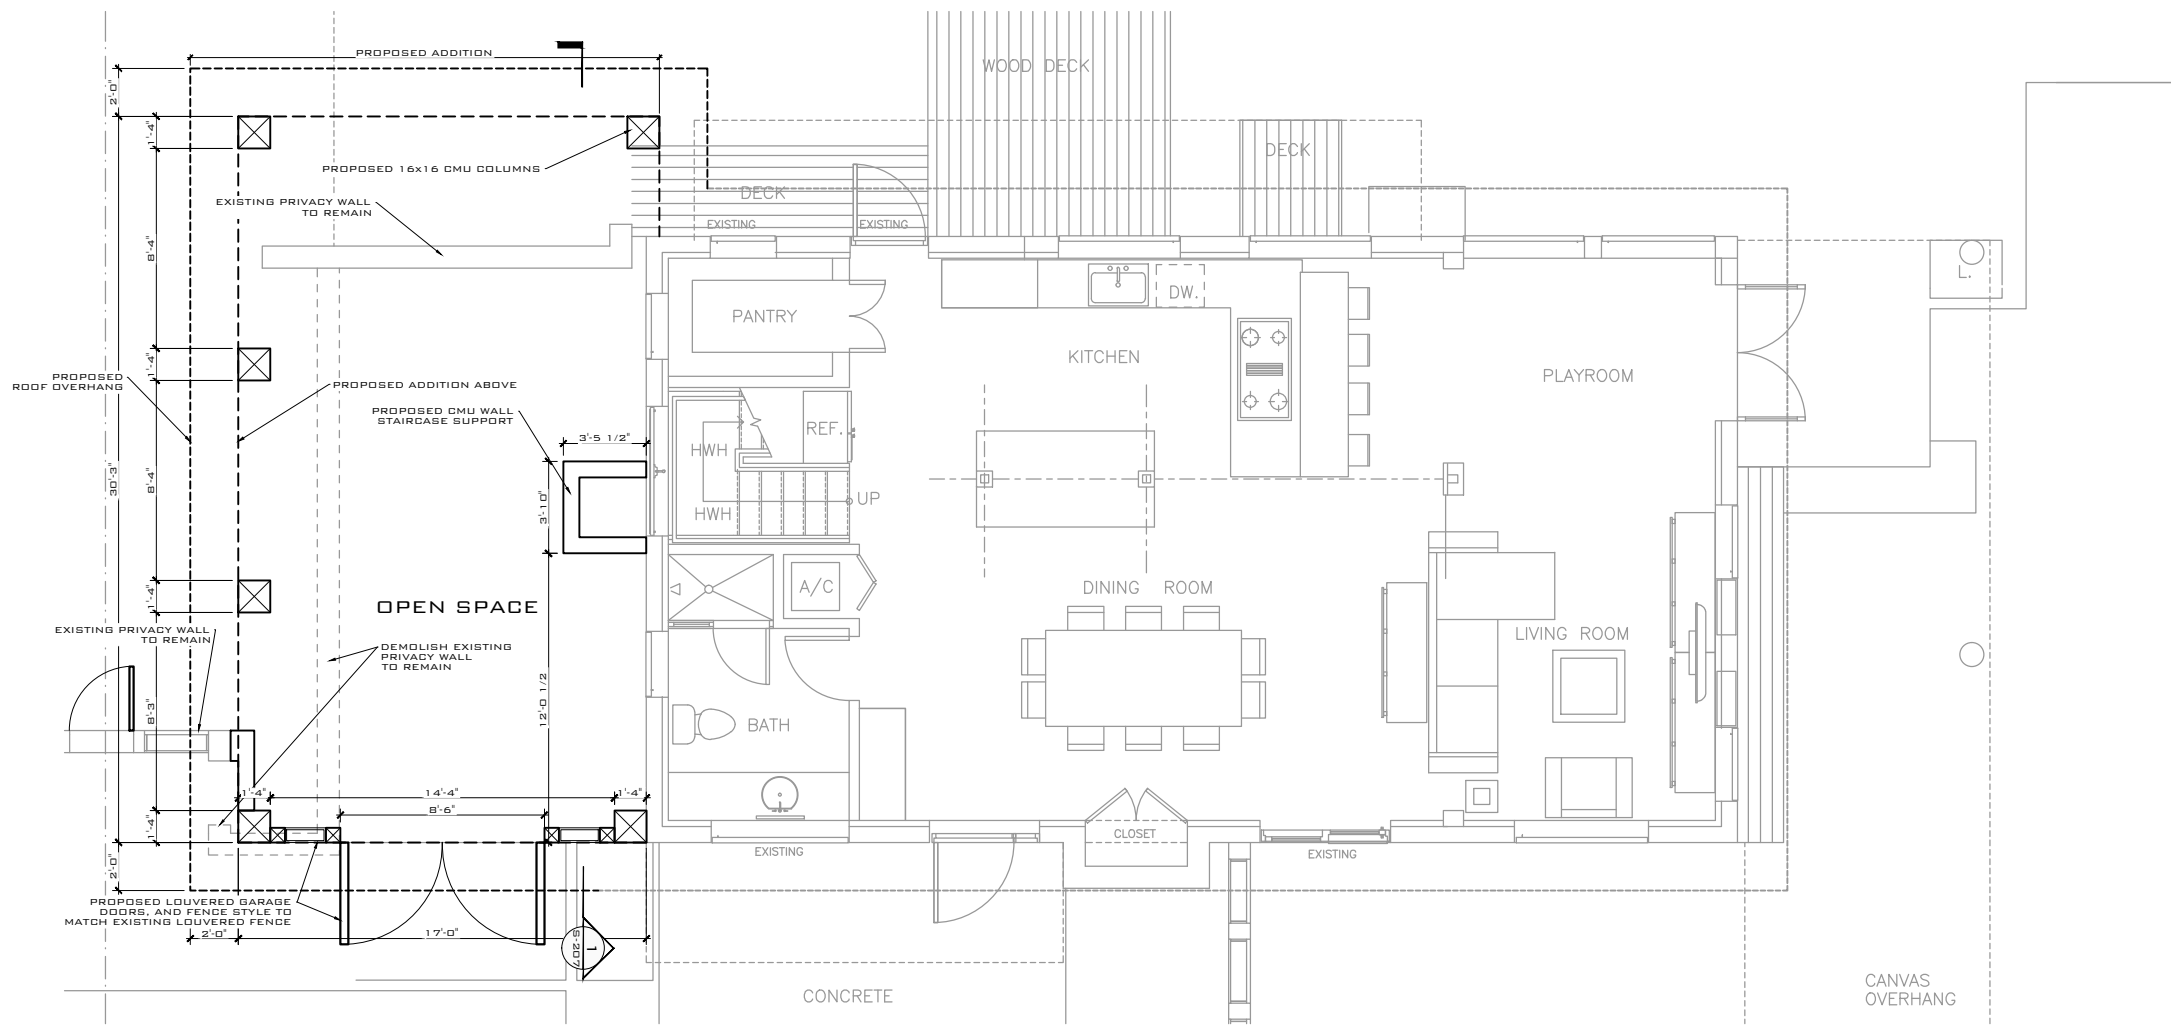 PROPOSED ADDITION
WOOD DECK
2'-0"
1'-4"
PROPOSED 16x16 CMU COLUMNS
DECK
DECK
EXISTING PRIVACY WALL
TO REMAIN
EXISTING
EXISTING
8'-4"
L.
DW.
PANTRY
KITCHEN
PLAYROOM
1'-4"
PROPOSED
ROOF OVERHANG
PROPOSED ADDITION ABOVE
PROPOSED CMU WALL
STAIRCASE SUPPORT
REF.
3'-5 1/2"
HWH
30'-3"
8'-4"
3'-10"
UP
HWH
1'-4"
OPEN SPACE
A/C
DINING ROOM
EXISTING PRIVACY WALL
TO REMAIN
LIVING ROOM
DEMOLISH EXISTING
PRIVACY WALL
TO REMAIN
8'-3"
12'-0 1/2
BATH
1'-4"
14'-4"
1'-4"
8'-6"
1'-4"
CLOSET
EXISTING
EXISTING
2'-0"
PROPOSED LOUVERED GARAGE
DOORS, AND FENCE STYLE TO
MATCH EXISTING LOUVERED FENCE
2'-0"
17'-0"
1
S-207
CONCRETE
CANVAS
OVERHANG